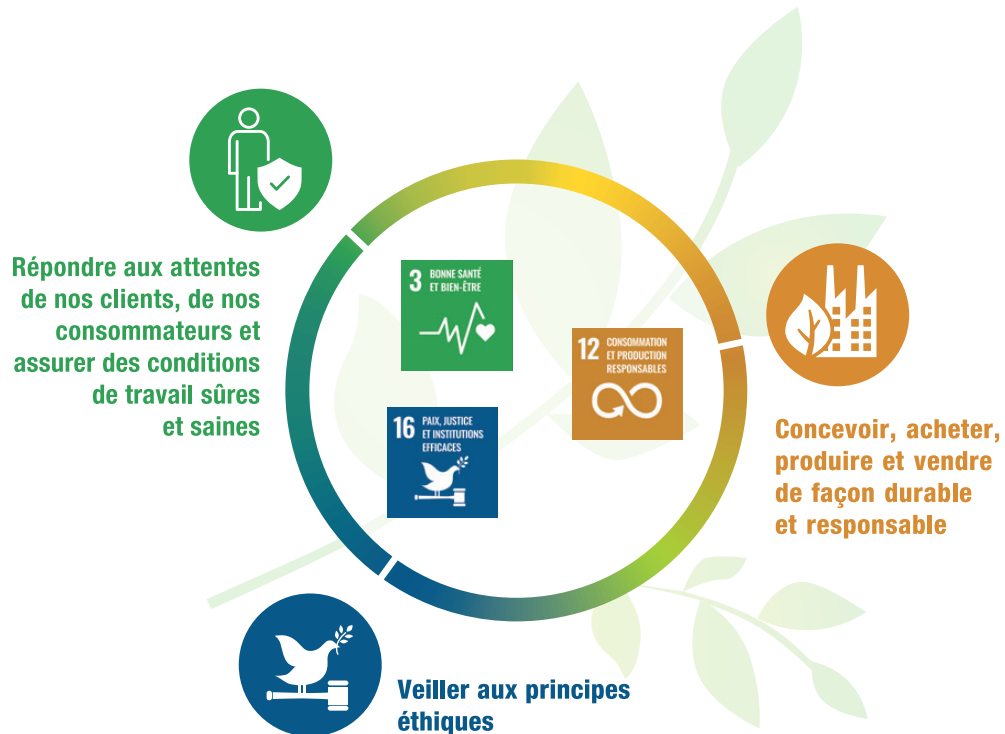 Répondre aux attentes
de nos clients, de nos
consommateurs et
assurer des conditions
de travail sûres
et saines
3 BONNE SANTÉ
ET BIEN-ÊTRE
12 CONSOMMATION
ET PRODUCTION
RESPONSABLES
16 PAIX, JUSTICE
ET INSTITUTIONS
EFFICACES
Concevoir, acheter,
produire et vendre
de façon durable
et responsable
Veiller aux principes
éthiques